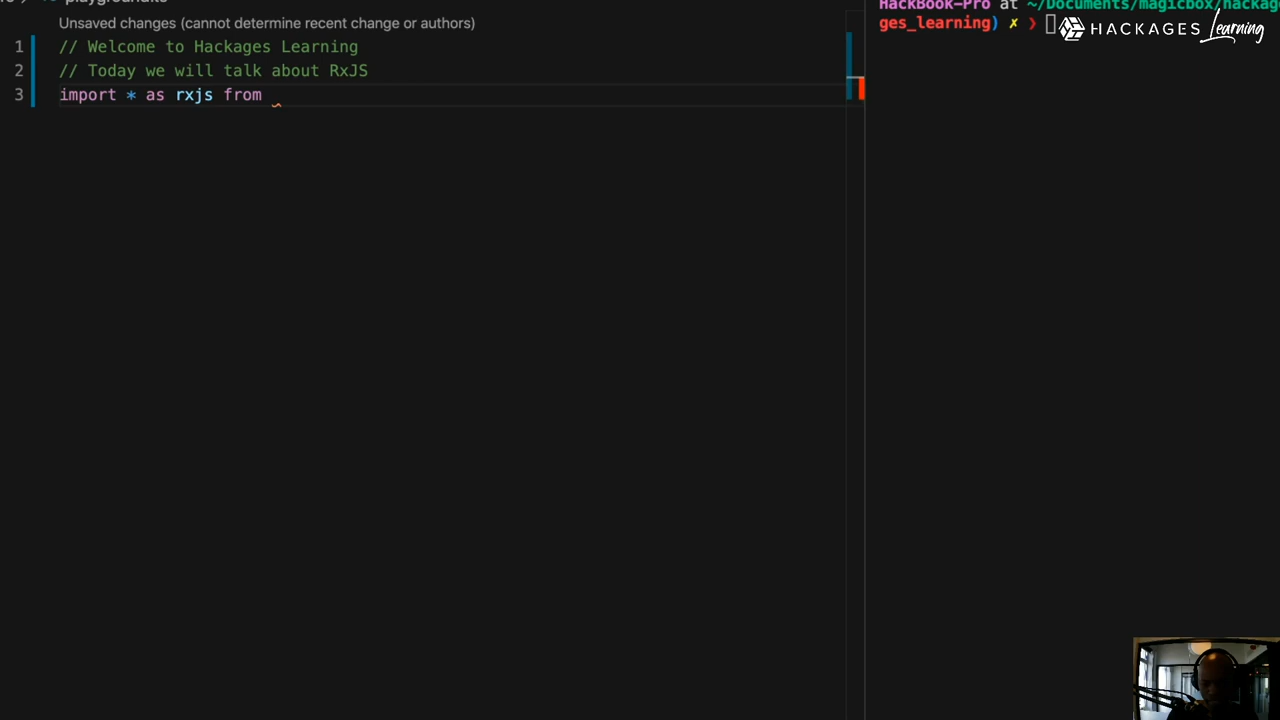 Unsaved changes (cannot determine recent change or authors)
1 // Welcome to Hackages Learning
2 // Today we will talk about RxJS
3 import * as rxjs from
HackBook-Pro at ~/Documents/magicbox/hackag
ges_learning) ✗ ❯
HACKAGES Learning